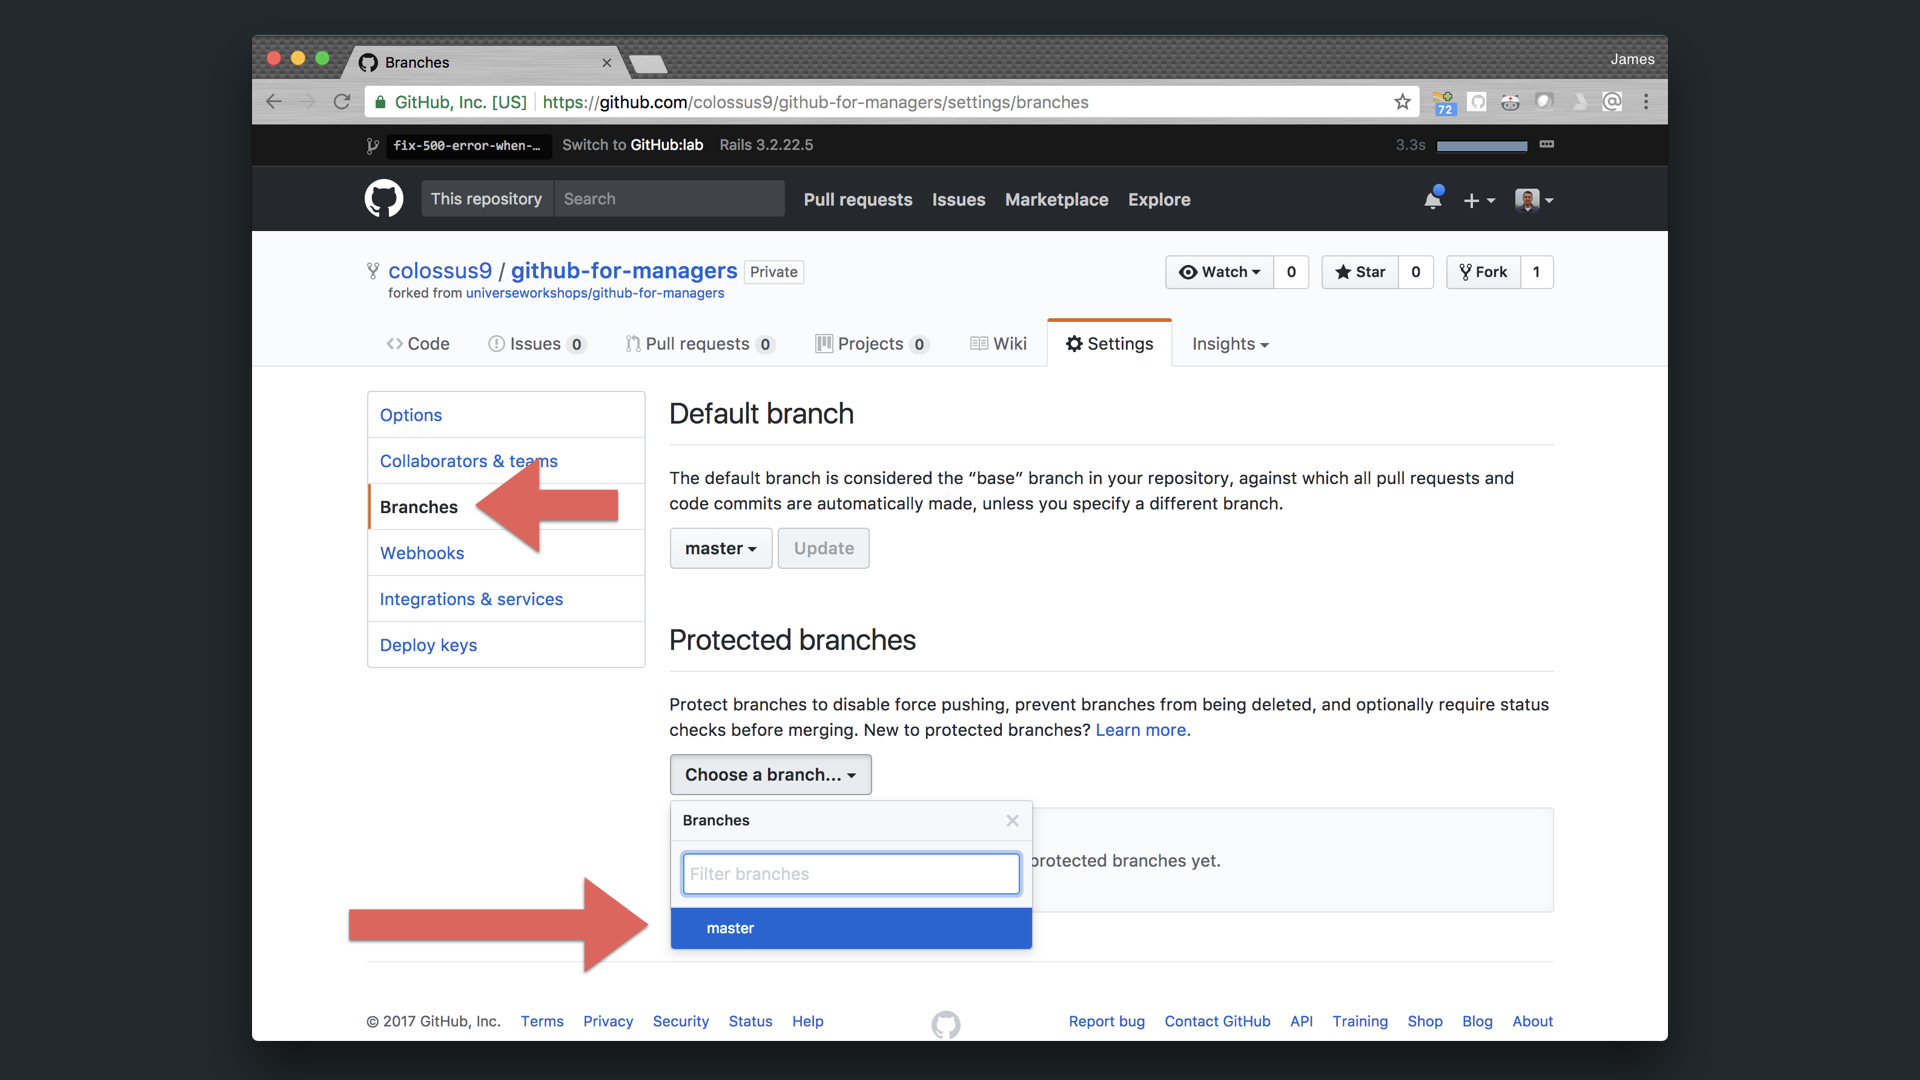 Branches
James
GitHub, Inc. [US] https://github.com/colossus9/github-for-managers/settings/branches
72
fix-500-error-when-… Switch to GitHub:lab Rails 3.2.22.5 3.3s
This repository Search Pull requests Issues Marketplace Explore
colossus9 / github-for-managers Private
Watch 0 Star 0 Fork 1
forked from universeworkshops/github-for-managers
Code Issues 0 Pull requests 0 Projects 0 Wiki Settings Insights
Options
Collaborators & teams
Branches
Webhooks
Integrations & services
Deploy keys
Default branch
The default branch is considered the “base” branch in your repository, against which all pull requests and
code commits are automatically made, unless you specify a different branch.
master Update
Protected branches
Protect branches to disable force pushing, prevent branches from being deleted, and optionally require status
checks before merging. New to protected branches? Learn more.
Choose a branch…
Branches
Filter branches
protected branches yet.
master
© 2017 GitHub, Inc. Terms Privacy Security Status Help Report bug Contact GitHub API Training Shop Blog About